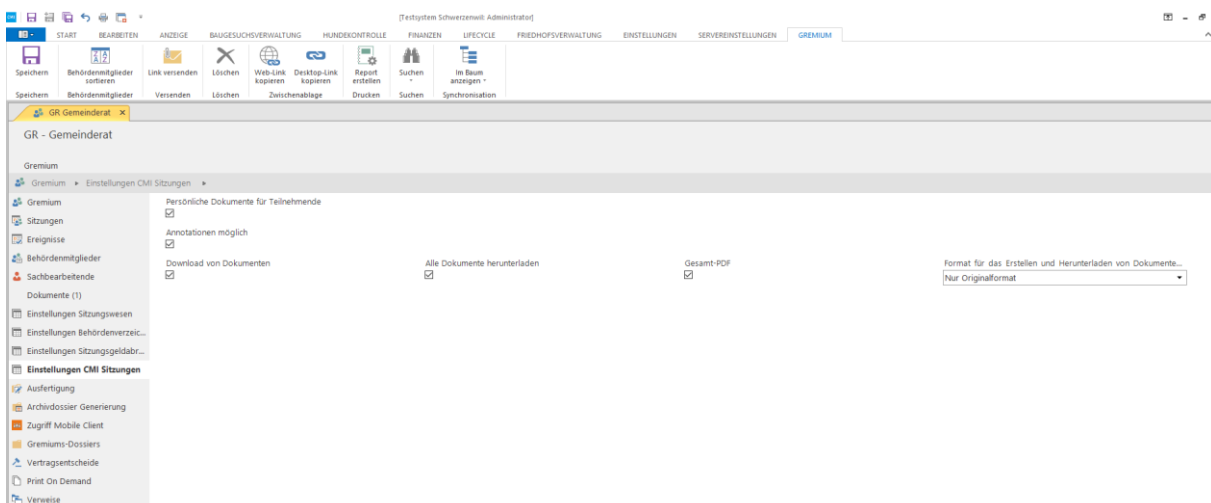 CMI
[Testsystem Schwerzenwil: Administrator]
START BEARBEITEN ANZEIGE BAUGESUCHSVERWALTUNG HUNDEKONTROLLE FINANZEN LIFECYCLE FRIEDHOFSVERWALTUNG EINSTELLUNGEN SERVEREINSTELLUNGEN GREMIUM
Speichern Behördenmitglieder Link versenden Löschen Web-Link Desktop-Link Report Suchen Im Baum
sortieren kopieren kopieren erstellen anzeigen
Speichern Behördenmitglieder Versenden Löschen Zwischenablage Drucken Suchen Synchronisation
GR Gemeinderat
GR - Gemeinderat
Gremium
Gremium Einstellungen CMI Sitzungen
Gremium
Sitzungen
Ereignisse
Behördenmitglieder
Sachbearbeitende
Dokumente (1)
Einstellungen Sitzungswesen
Einstellungen Behördenverzeic...
Einstellungen Sitzungsgeldabr...
Einstellungen CMI Sitzungen
Ausfertigung
Archivdossier Generierung
Zugriff Mobile Client
Gremiums-Dossiers
Vertragsentscheide
Print On Demand
Verweise
Persönliche Dokumente für Teilnehmende
Annotationen möglich
Download von Dokumenten Alle Dokumente herunterladen Gesamt-PDF Format für das Erstellen und Herunterladen von Dokumente...
Nur Originalformat